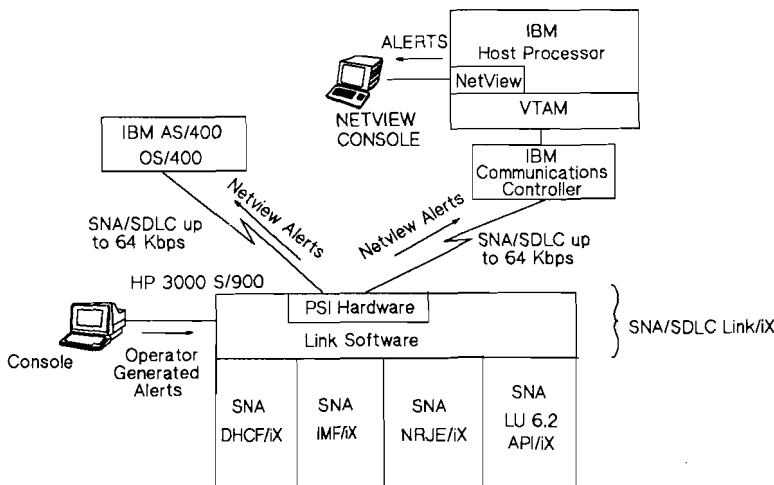 IBM
Host Processor
ALERTS
NetView
VTAM
NETVIEW
CONSOLE
IBM AS/400
OS/400
IBM
Communications
Controller
Netview Alerts
Netview Alerts
SNA/SDLC up
to 64 Kbps
SNA/SDLC up
to 64 Kbps
HP 3000 S/900
PSI Hardware
Link Software
SNA/SDLC Link/iX
Console
Operator
Generated
Alerts
SNA
DHCF/iX
SNA
IMF/iX
SNA
NRJE/iX
SNA
LU 6.2
API/iX